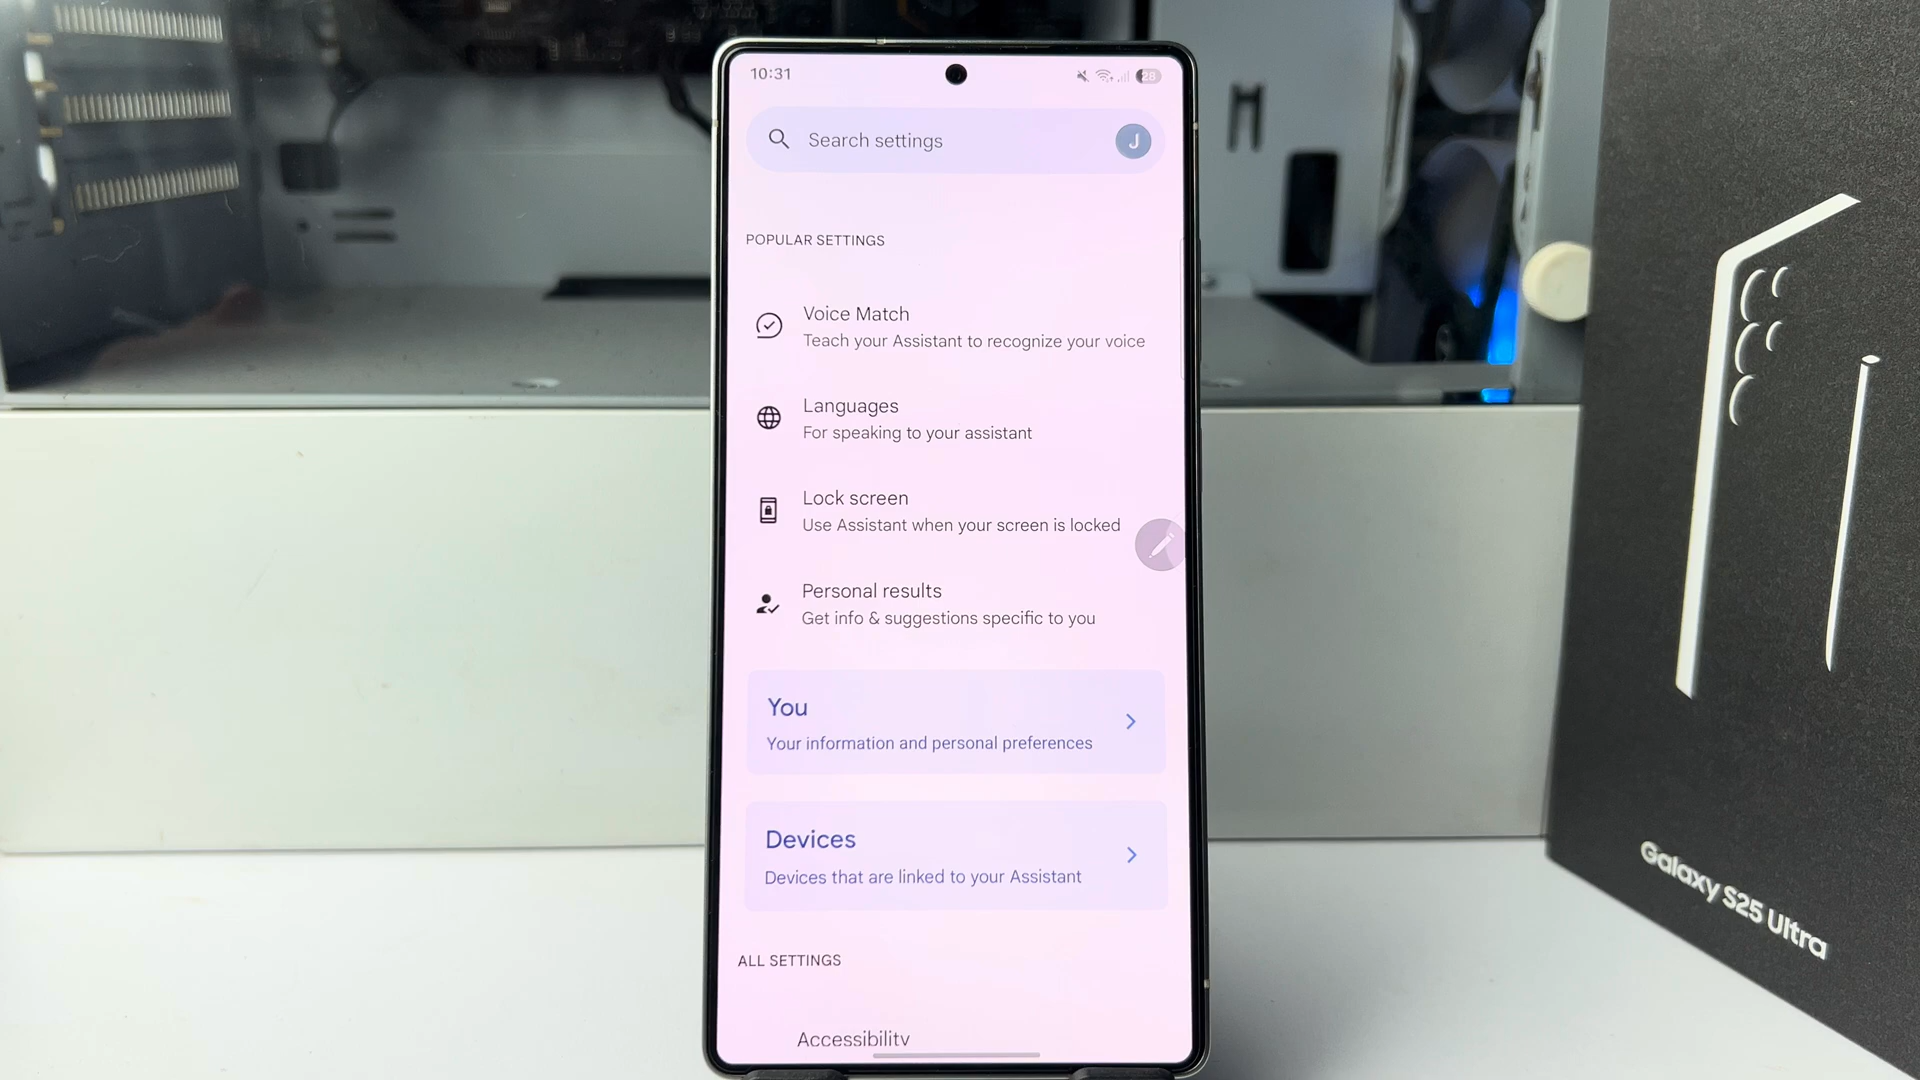 10:31
28
Search settings
J
POPULAR SETTINGS
Voice Match
Teach your Assistant to recognize your voice
Languages
For speaking to your assistant
Lock screen
Use Assistant when your screen is locked
Personal results
Get info & suggestions specific to you
You
Your information and personal preferences
Devices
Devices that are linked to your Assistant
ALL SETTINGS
Accessibility
Galaxy S25 Ultra